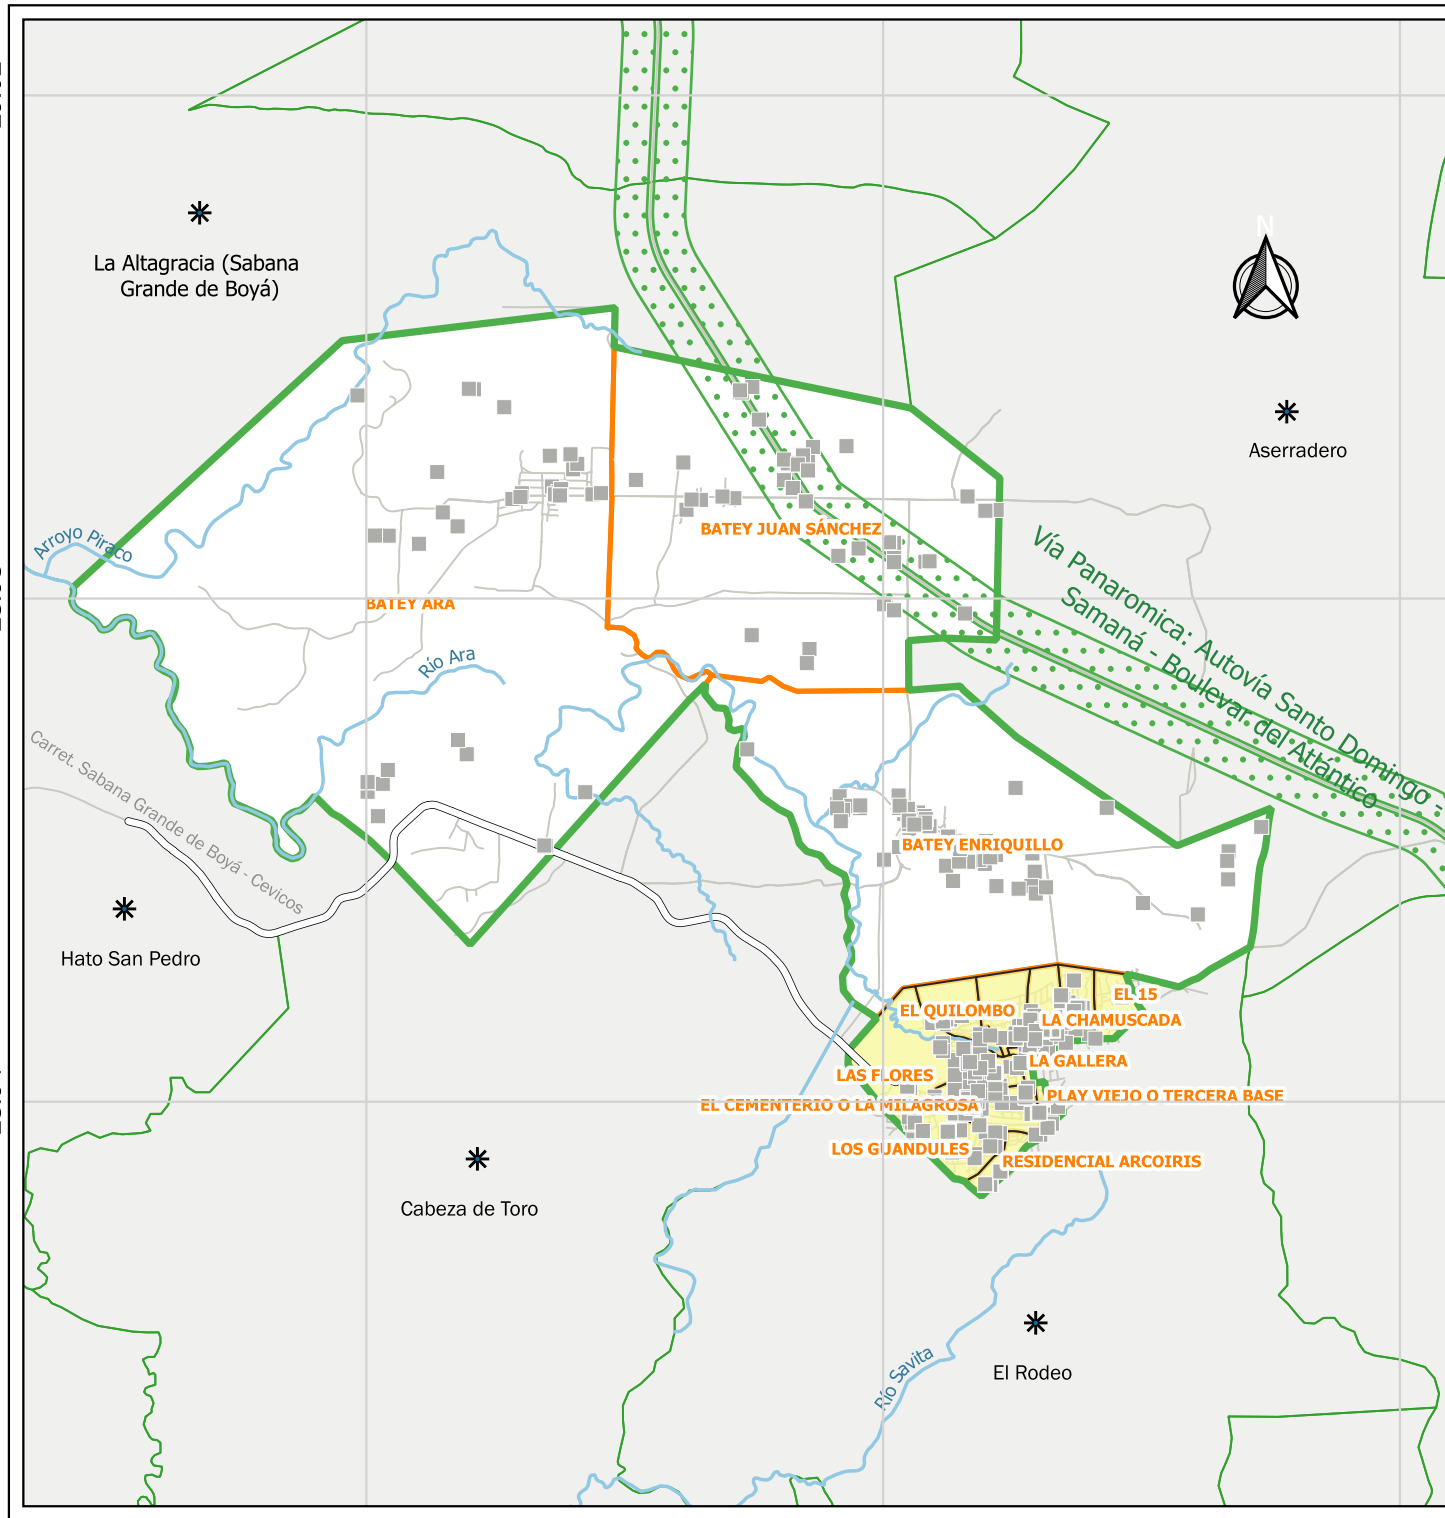 N
La Altagracia (Sabana
Grande de Boyá)
Aserradero
BATEY JUAN SÁNCHEZ
Arroyo Piraco
BATEY ARA
Río Ara
Vía Panaromica: Autovía Santo Domingo -
Samaná - Boulevar del Atlántico
Carret. Sabana Grande de Boyá - Cevicos
BATEY ENRIQUILLO
Hato San Pedro
EL 15
EL QUILOMBO
LA CHAMUSCADA
LA GALLERA
LAS FLORES
PLAY VIEJO O TERCERA BASE
EL CEMENTERIO O LA MILAGROSA
LOS GUANDULES
RESIDENCIAL ARCOIRIS
Cabeza de Toro
Río Savita
El Rodeo